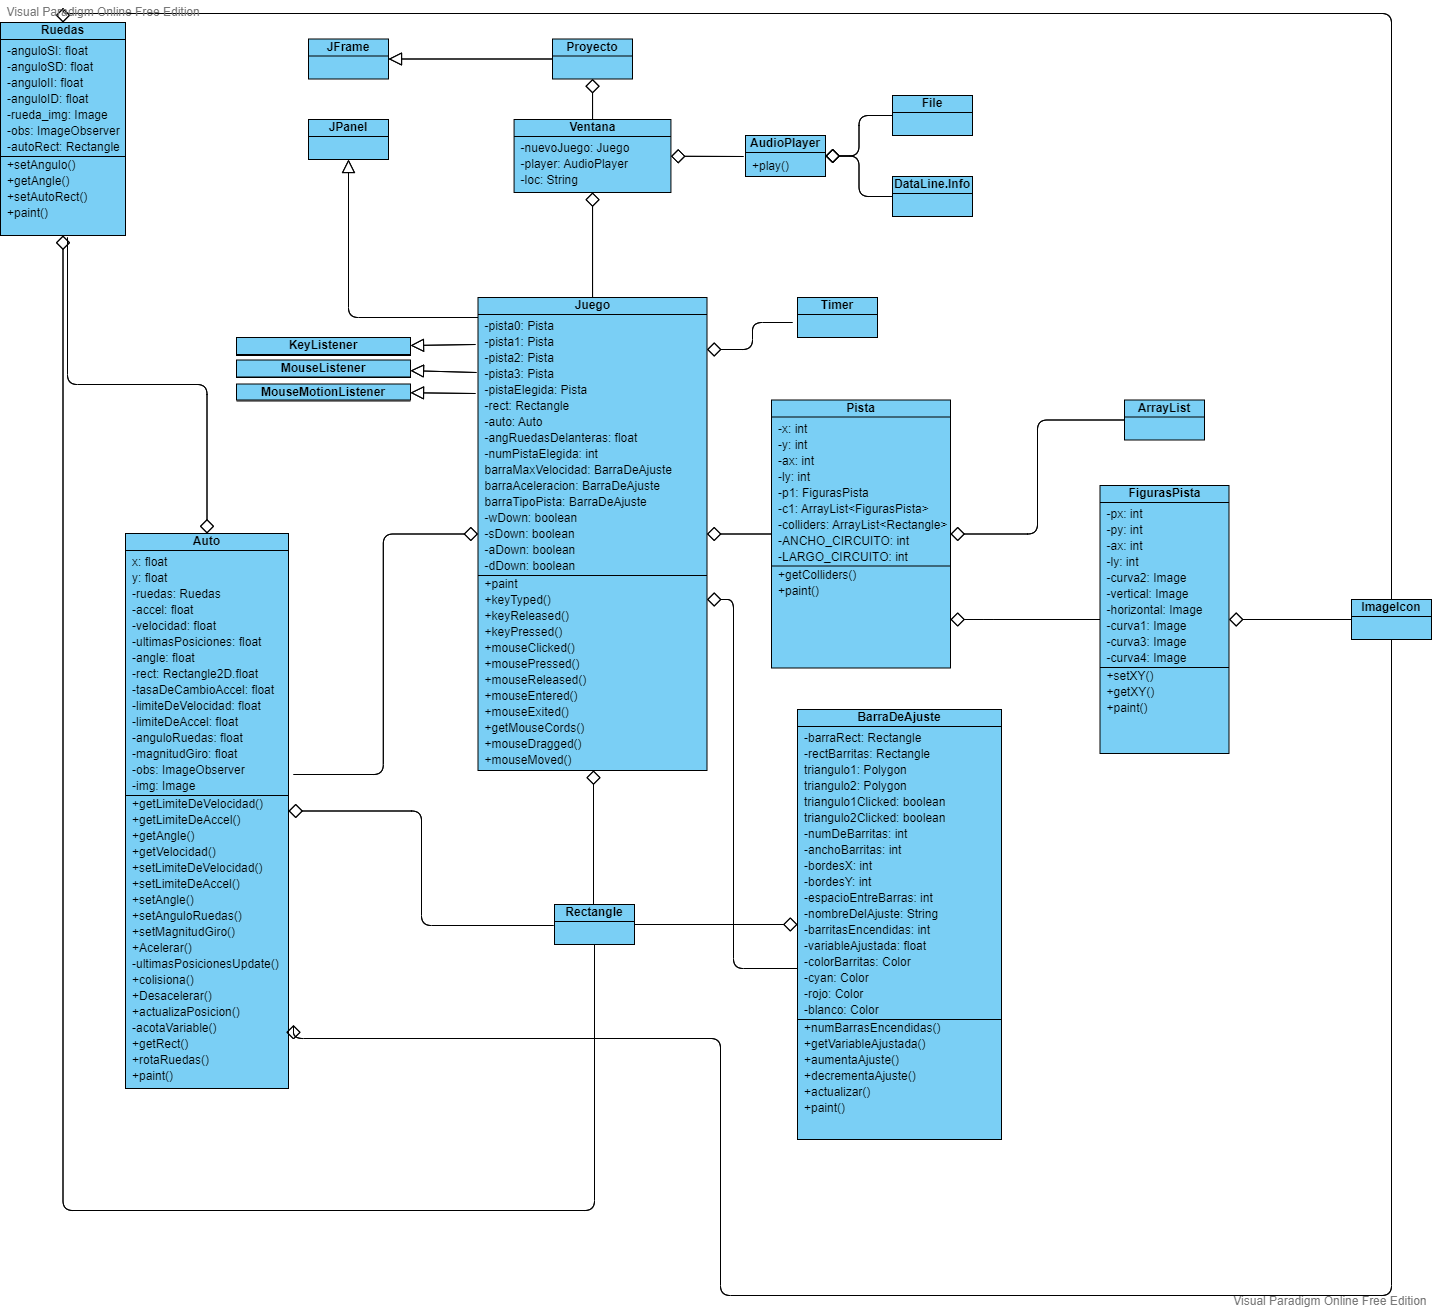 Visual Paradigm Online Free Edition
Ruedas
-anguloSI: float
-anguloSD: float
-anguloII: float
-anguloID: float
-rueda_img: Image
-obs: ImageObserver
-autoRect: Rectangle
+setAngulo()
+getAngle()
+setAutoRect()
+paint()
JFrame
Proyecto
JPanel
Ventana
-nuevoJuego: Juego
-player: AudioPlayer
-loc: String
AudioPlayer
+play()
File
DataLine.Info
Juego
-pista0: Pista
-pista1: Pista
-pista2: Pista
-pista3: Pista
-pistaElegida: Pista
-rect: Rectangle
-auto: Auto
-angRuedasDelanteras: float
-numPistaElegida: int
barraMaxVelocidad: BarraDeAjuste
barraAceleracion: BarraDeAjuste
barraTipoPista: BarraDeAjuste
-wDown: boolean
-sDown: boolean
-aDown: boolean
-dDown: boolean
+paint
+keyTyped()
+keyReleased()
+keyPressed()
+mouseClicked()
+mousePressed()
+mouseReleased()
+mouseEntered()
+mouseExited()
+getMouseCords()
+mouseDragged()
+mouseMoved()
KeyListener
MouseListener
MouseMotionListener
Timer
Pista
-x: int
-y: int
-ax: int
-ly: int
-p1: FigurasPista
-c1: ArrayList<FigurasPista>
-colliders: ArrayList<Rectangle>
-ANCHO_CIRCUITO: int
-LARGO_CIRCUITO: int
+getColliders()
+paint()
ArrayList
FigurasPista
-px: int
-py: int
-ax: int
-ly: int
-curva2: Image
-vertical: Image
-horizontal: Image
-curva1: Image
-curva3: Image
-curva4: Image
+setXY()
+getXY()
+paint()
ImageIcon
Auto
x: float
y: float
-ruedas: Ruedas
-accel: float
-velocidad: float
-ultimasPosiciones: float
-angle: float
-rect: Rectangle2D.float
-tasaDeCambioAccel: float
-limiteDeVelocidad: float
-limiteDeAccel: float
-anguloRuedas: float
-magnitudGiro: float
-obs: ImageObserver
-img: Image
+getLimiteDeVelocidad()
+getLimiteDeAccel()
+getAngle()
+getVelocidad()
+setLimiteDeVelocidad()
+setLimiteDeAccel()
+setAngle()
+setAnguloRuedas()
+setMagnitudGiro()
+Acelerar()
-ultimasPosicionesUpdate()
+colisiona()
+Desacelerar()
+actualizaPosicion()
-acotaVariable()
+getRect()
+rotaRuedas()
+paint()
Rectangle
BarraDeAjuste
-barraRect: Rectangle
-rectBarritas: Rectangle
triangulo1: Polygon
triangulo2: Polygon
triangulo1Clicked: boolean
triangulo2Clicked: boolean
-numDeBarritas: int
-anchoBarritas: int
-bordesX: int
-bordesY: int
-espacioEntreBarras: int
-nombreDelAjuste: String
-barritasEncendidas: int
-variableAjustada: float
-colorBarritas: Color
-cyan: Color
-rojo: Color
-blanco: Color
+numBarrasEncendidas()
+getVariableAjustada()
+aumentaAjuste()
+decrementaAjuste()
+actualizar()
+paint()
Visual Paradigm Online Free Edition